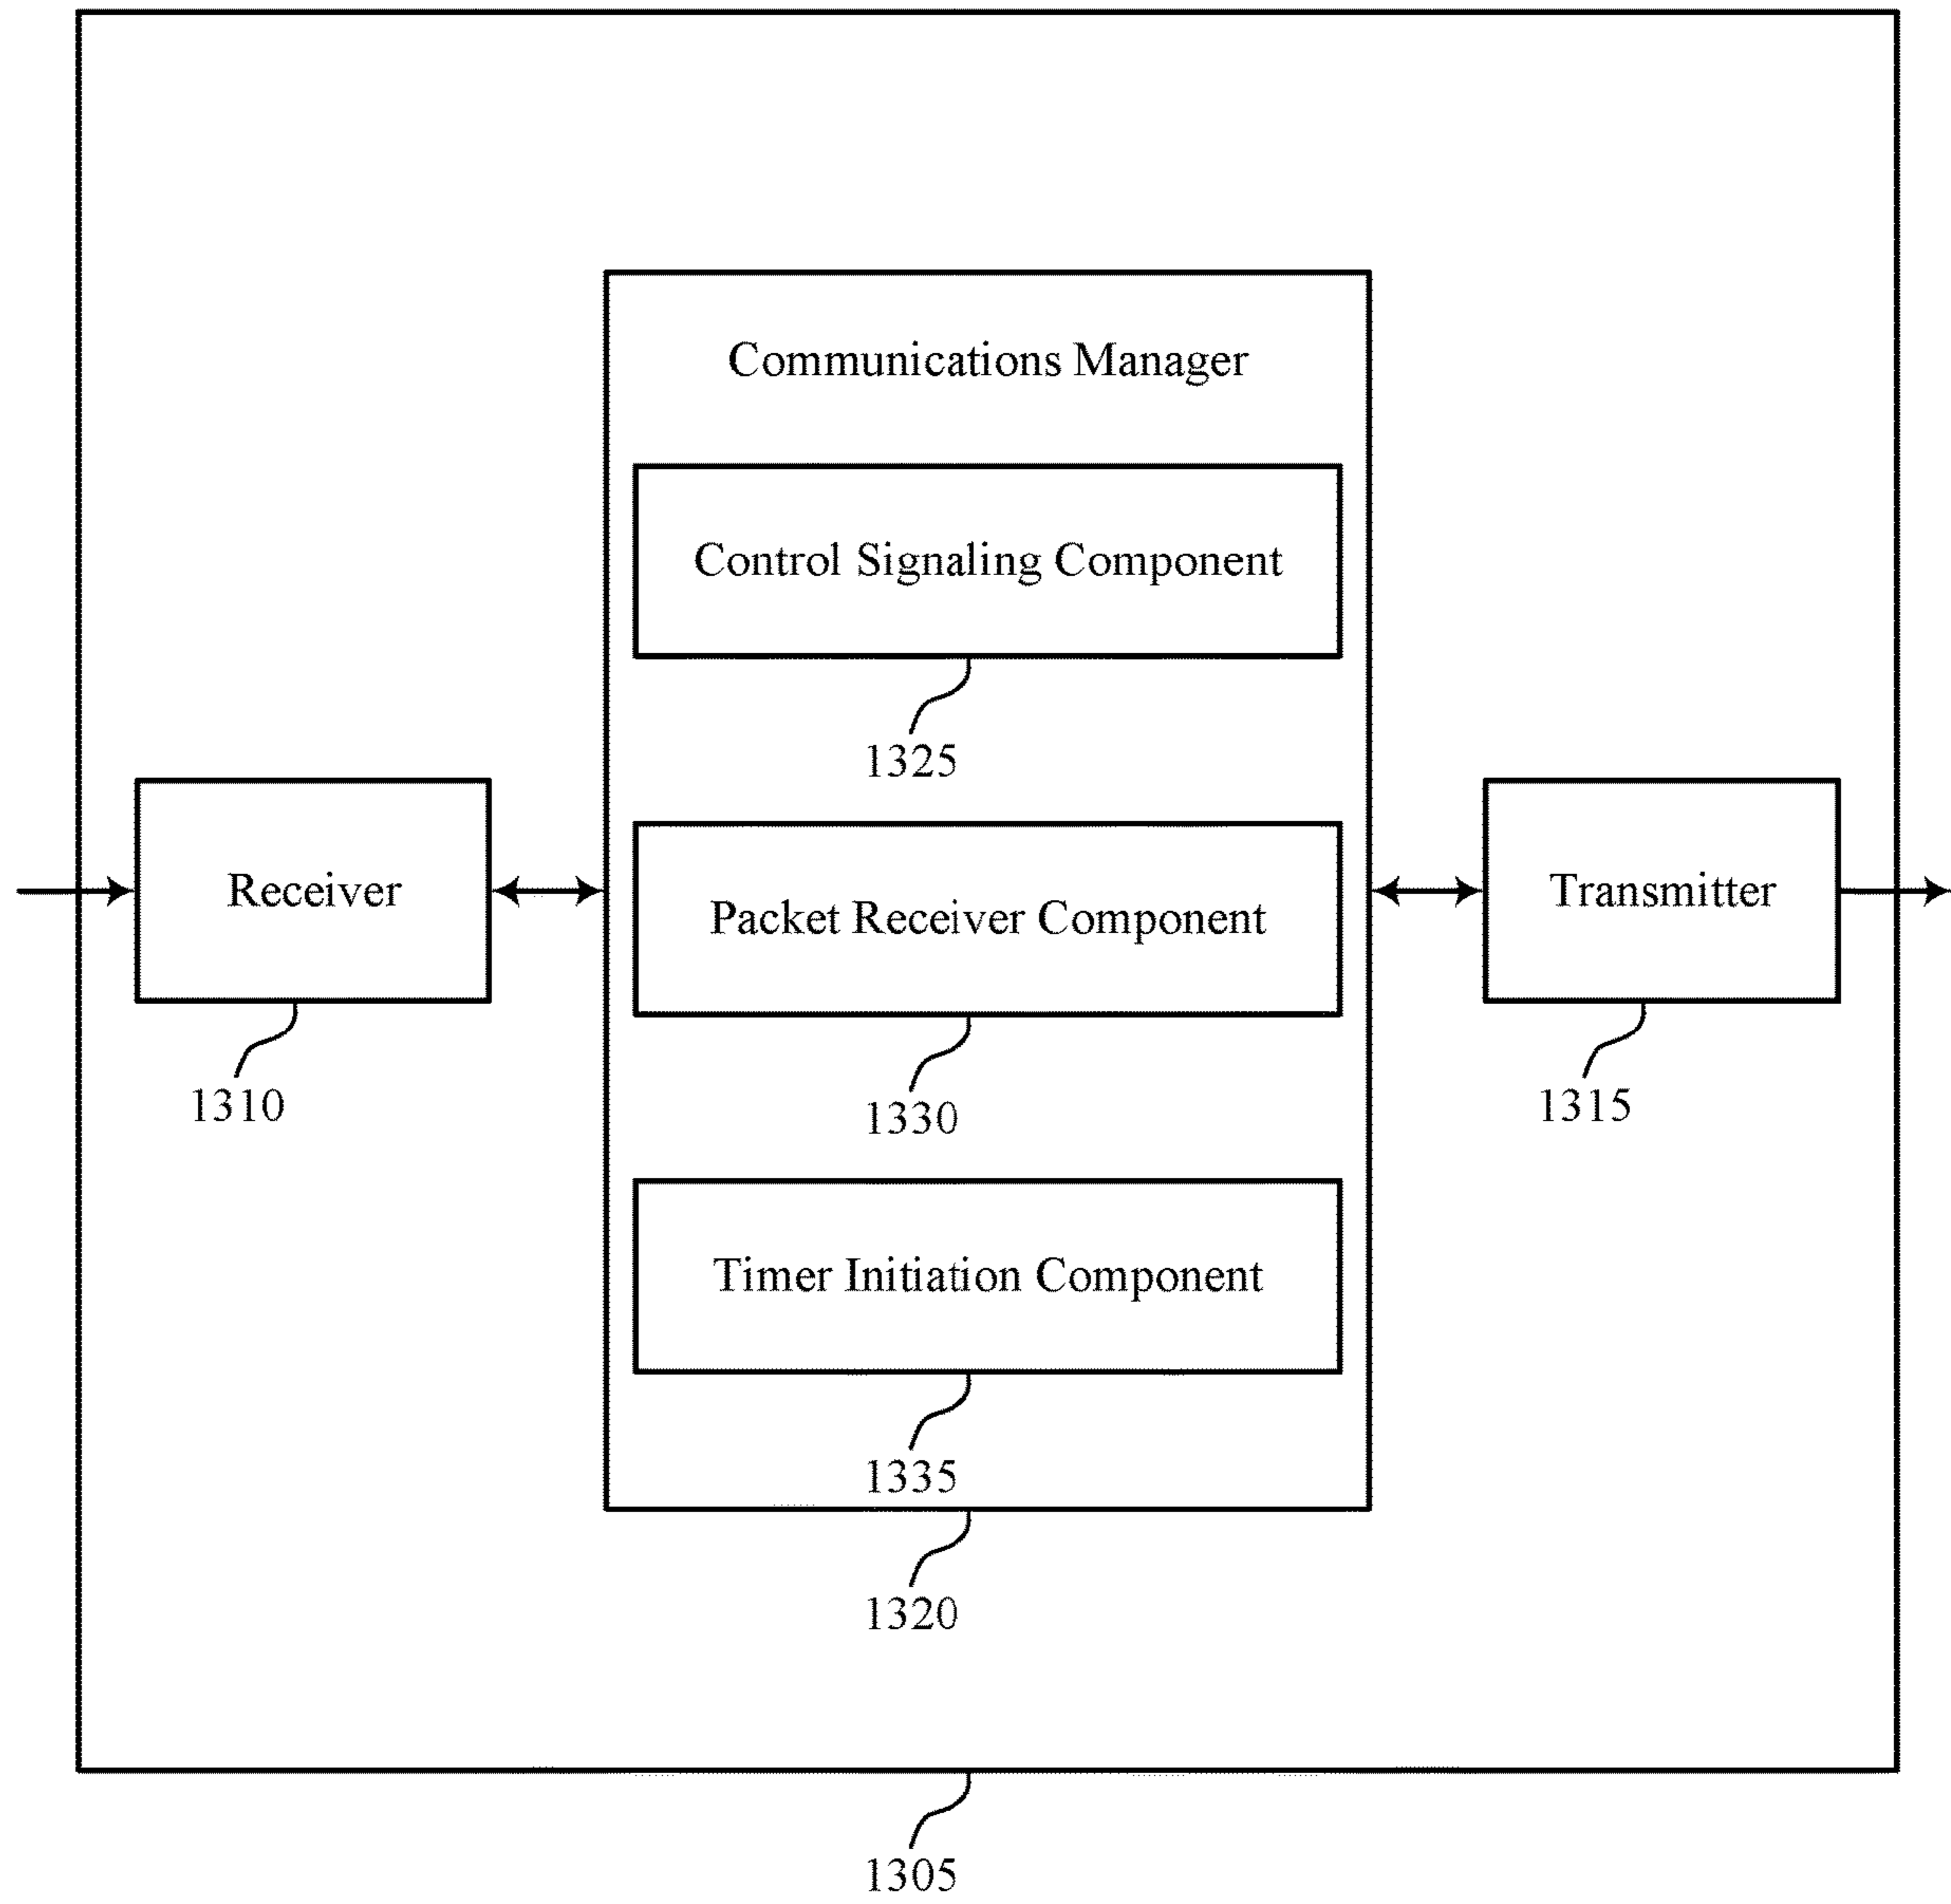 Communications Manager
Control Signaling Component
1325
Receiver
1310
Packet Receiver Component
1330
Transmitter
1315
Timer Initiation Component
1335
1320
1305